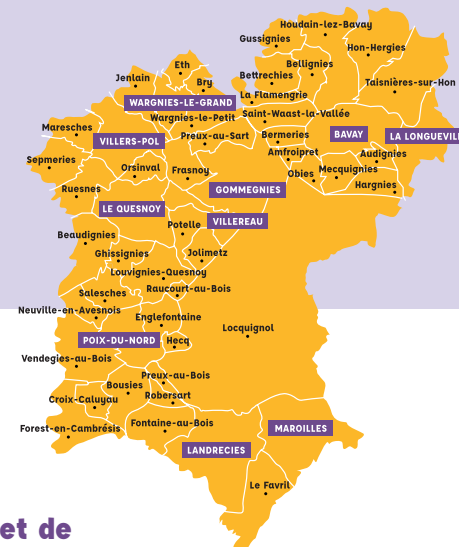 Houdain-lez-Bavay
Gussignies
Hon-Hergies
Eth
Bellignies
Jenlain
Bry
Bettrechies
Taisnières-sur-Hon
La Flamengrie
WARGNIES-LE-GRAND
Wargnies-le-Petit
Saint-Waast-la-Vallée
Maresches
Preux-au-Sart
Bermeries
BAVAY
LA LONGUEVILL
VILLERS-POL
Amfroipret
Audignies
Sepmeries
Orsinval
Frasnoy
Obies
Mecquignies
Ruesnes
GOMMEGNIES
Hargnies
LE QUESNOY
Potelle
VILLEREAU
Beaudignies
Ghissignies
Jolimetz
Louvignies-Quesnoy
Salesches
Raucourt-au-Bois
Neuville-en-Avesnois
Englefontaine
Locquignol
POIX-DU-NORD
Hecq
Vendegies-au-Bois
Preux-au-Bois
Bousies
Croix-Caluyau
Robersart
Forest-en-Cambrésis
Fontaine-au-Bois
MAROILLES
LANDRECIES
Le Favril
et de